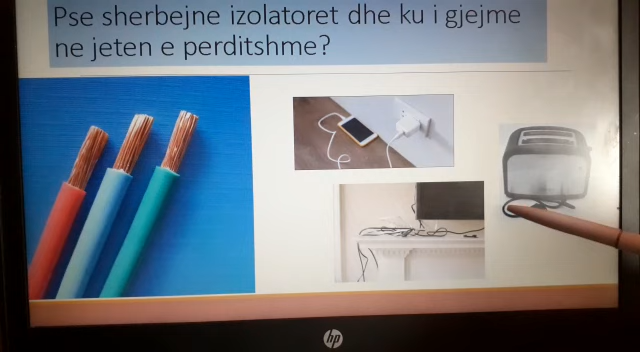 Pse sherbejne izolatoret dhe ku i gjejme
ne jeten e perditshme?
hp